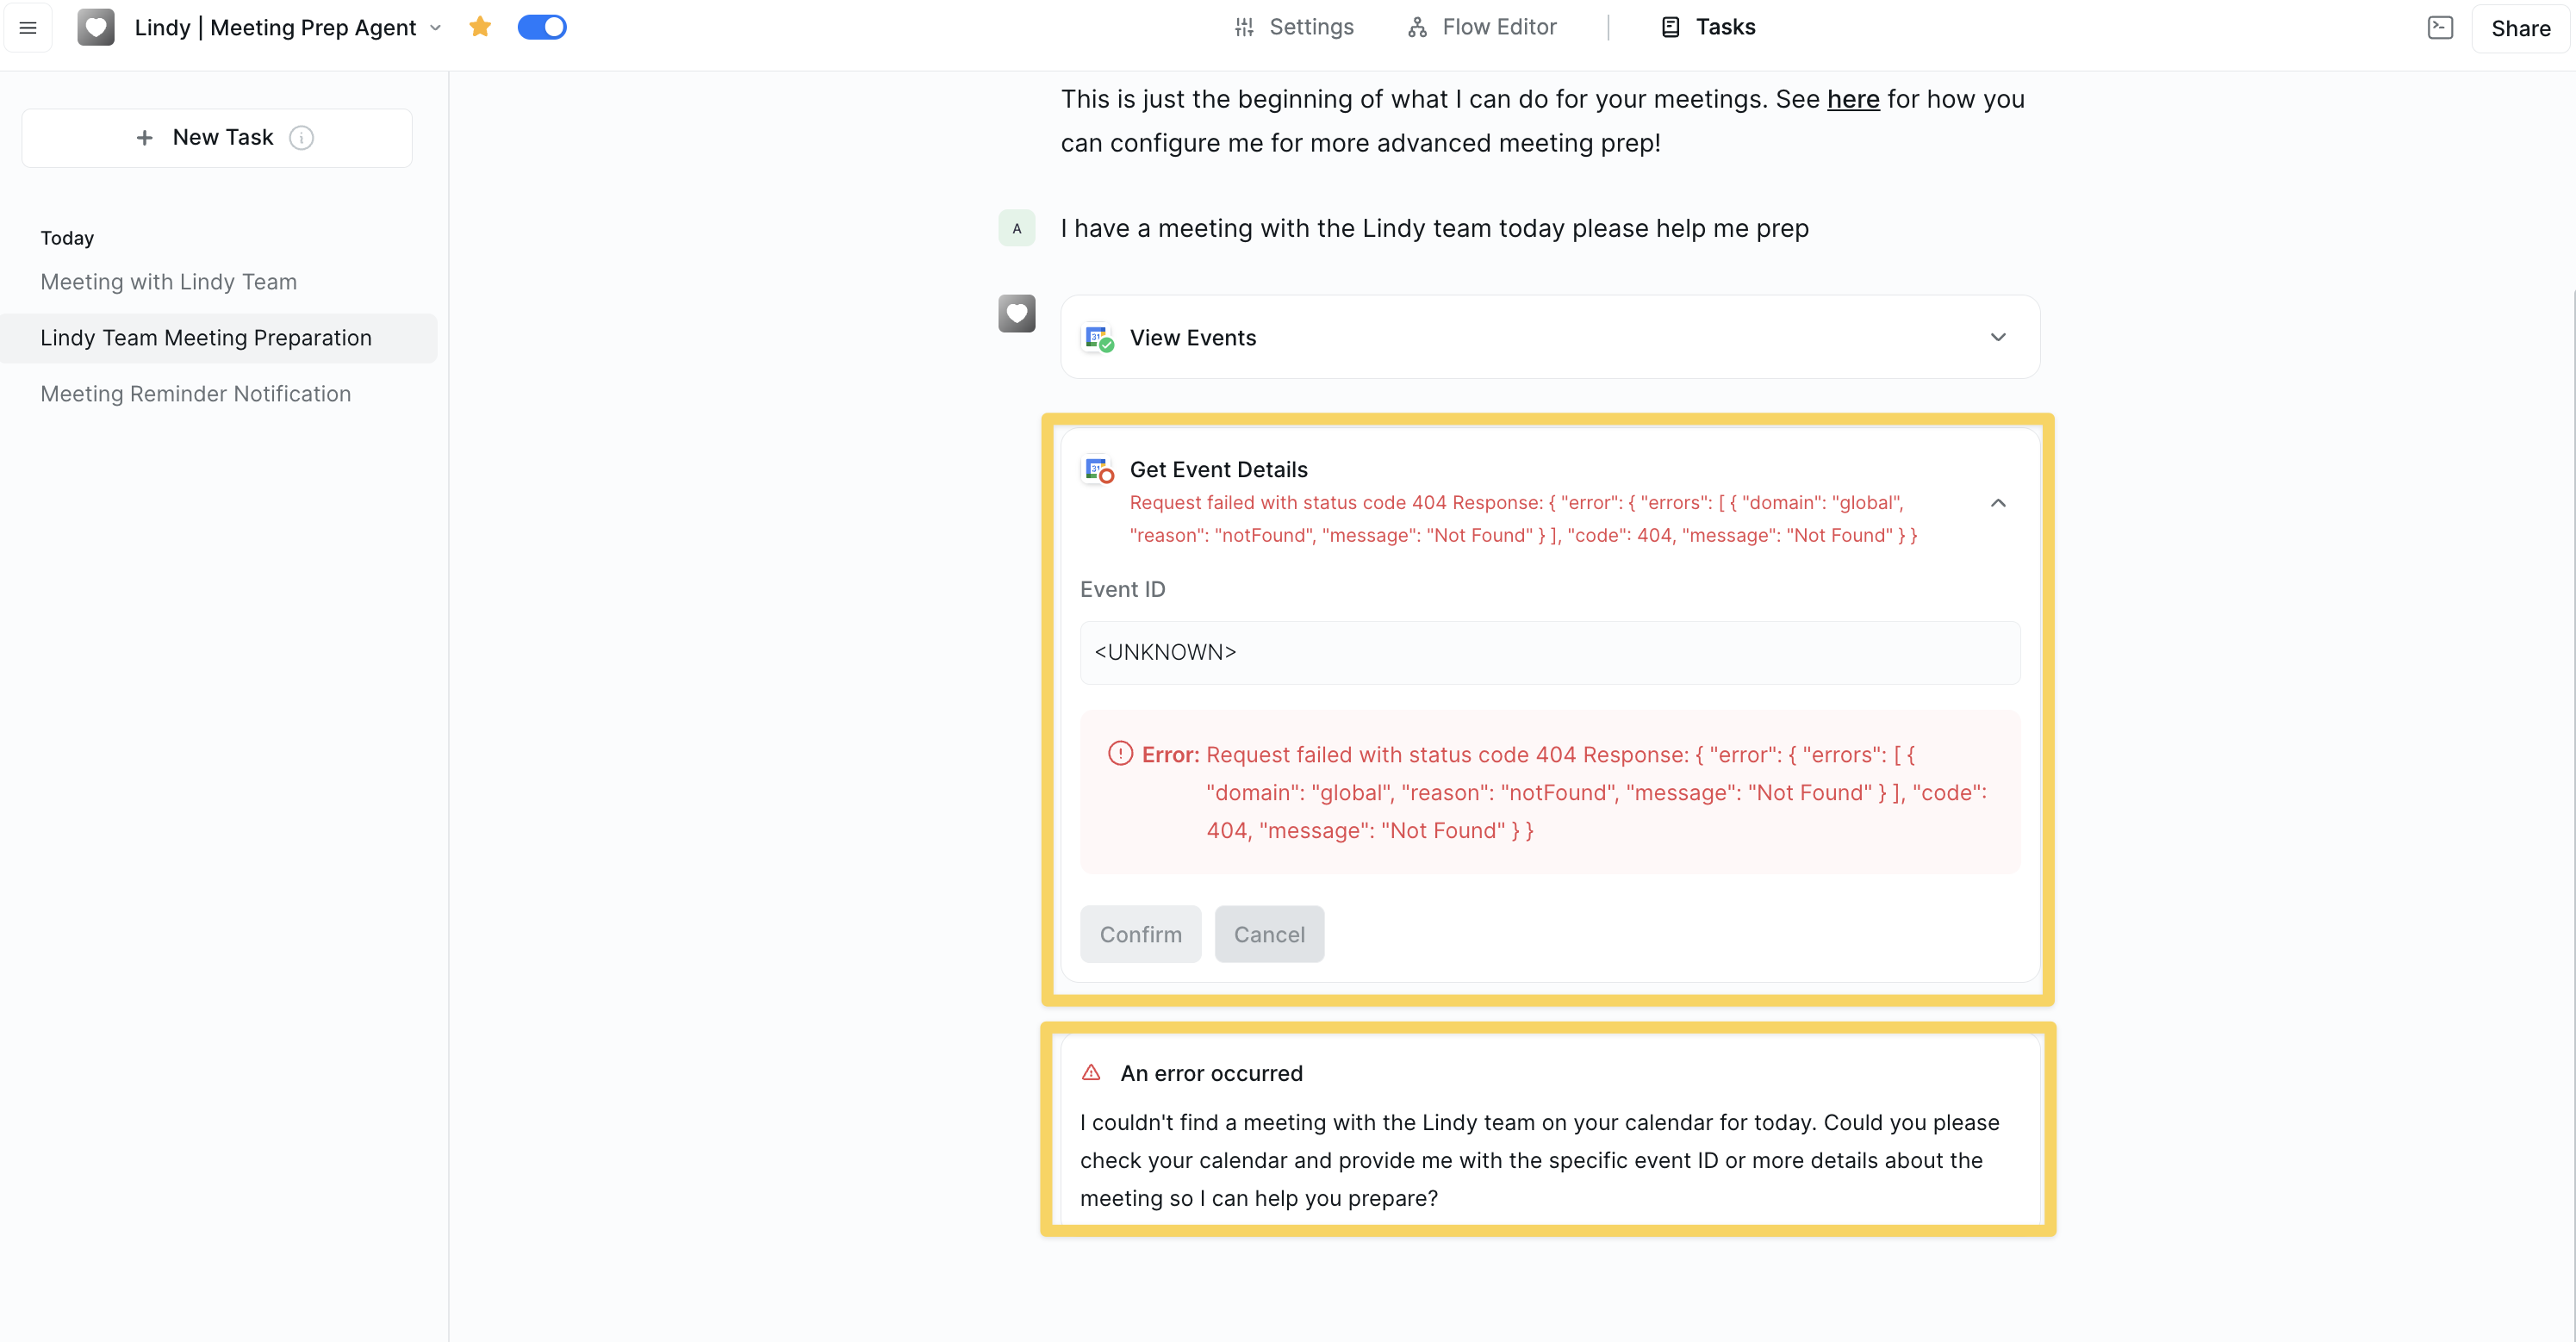 Lindy | Meeting Prep Agent
Settings
Flow Editor
Tasks
Share
New Task
Today
Meeting with Lindy Team
Lindy Team Meeting Preparation
Meeting Reminder Notification
This is just the beginning of what I can do for your meetings. See here for how you
can configure me for more advanced meeting prep!
A
I have a meeting with the Lindy team today please help me prep
31
View Events
31
Get Event Details
Request failed with status code 404 Response: { "error": { "errors": [ { "domain": "global",
"reason": "notFound", "message": "Not Found" } ], "code": 404, "message": "Not Found" } }
Event ID
<UNKNOWN>
Error: Request failed with status code 404 Response: { "error": { "errors": [ {
"domain": "global", "reason": "notFound", "message": "Not Found" } ], "code":
404, "message": "Not Found" } }
Confirm
Cancel
An error occurred
I couldn't find a meeting with the Lindy team on your calendar for today. Could you please
check your calendar and provide me with the specific event ID or more details about the
meeting so I can help you prepare?